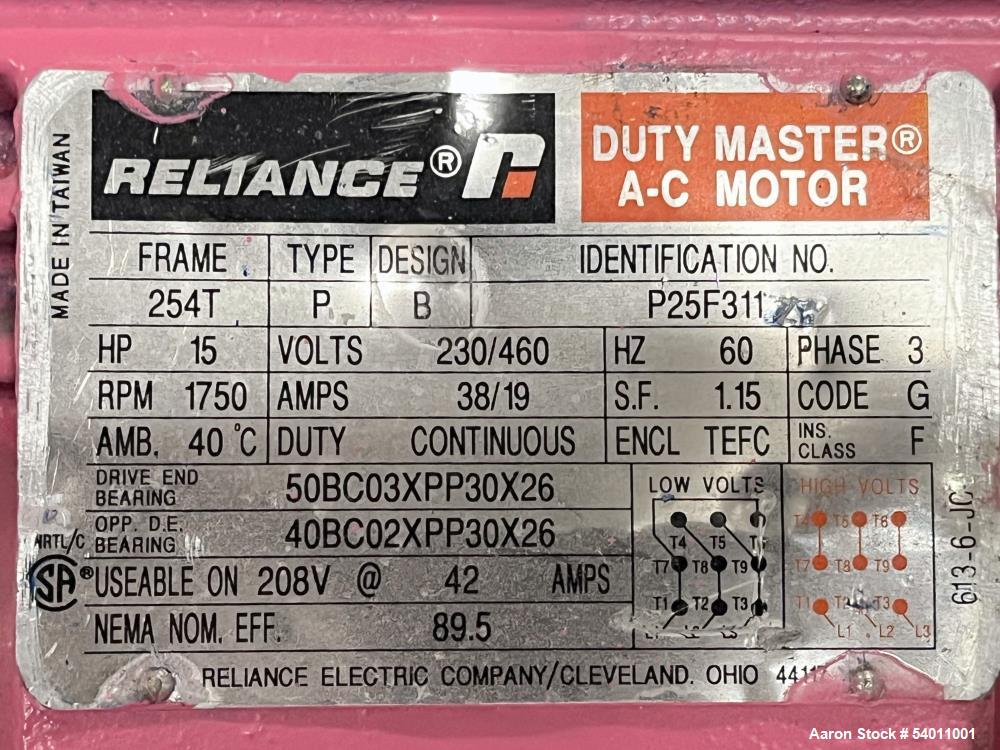 MADE IN TAIWAN
RELIANCE®
DUTY MASTER®
A-C MOTOR
FRAME TYPE DESIGN IDENTIFICATION NO.
254T P B P25F311
HP 15 VOLTS 230/460 HZ 60 PHASE 3
RPM 1750 AMPS 38/19 S.F. 1.15 CODE G
AMB. 40 °C DUTY CONTINUOUS ENCL TEFC INS. CLASS F
DRIVE END BEARING 50BC03XPP30X26
OPP. D.E. BEARING 40BC02XPP30X26
NRTL/C
SA® USEABLE ON 208V @ 42 AMPS
NEMA NOM. EFF. 89.5
LOW VOLTS
T4 T5 T6
T7 T8 T9
T1 T2 T3
HIGH VOLTS
T4 T5 T6
T7 T8 T9
T1 T3
L1 L2 L3
613-6-JC
RELIANCE ELECTRIC COMPANY/CLEVELAND. OHIO
Aaron Stock # 54011001